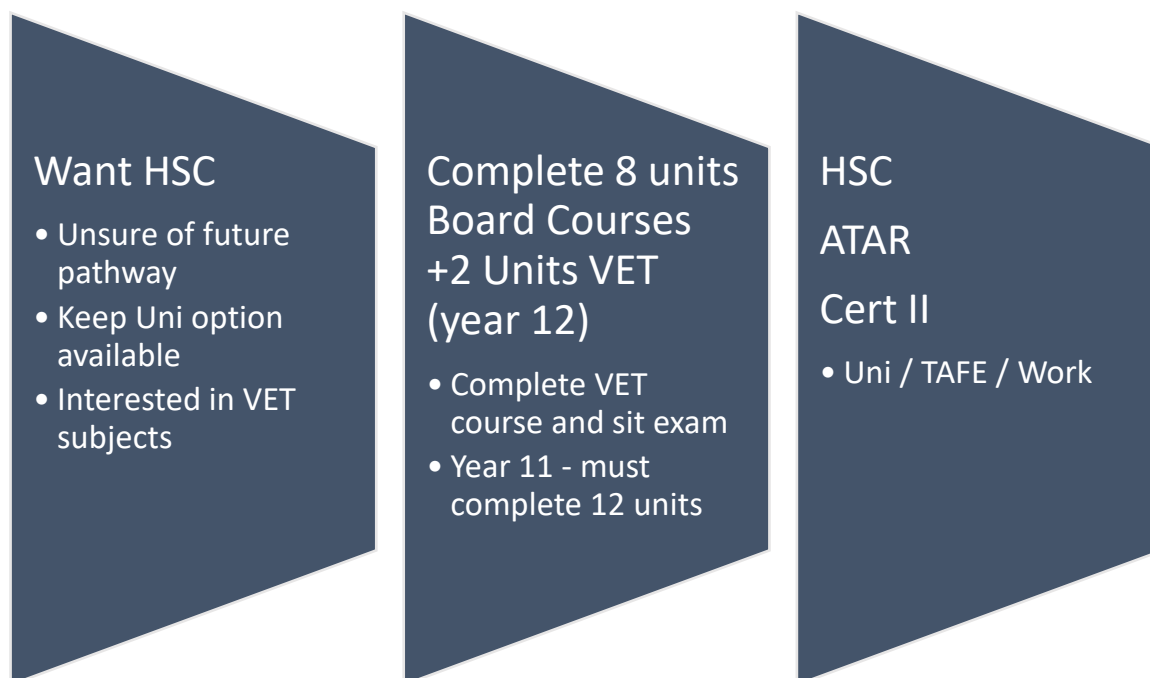 Want HSC
• Unsure of future
pathway
• Keep Uni option
available
• Interested in VET
subjects
Complete 8 units
Board Courses
+2 Units VET
(year 12)
• Complete VET
course and sit exam
• Year 11 - must
complete 12 units
HSC
ATAR
Cert II
• Uni / TAFE / Work